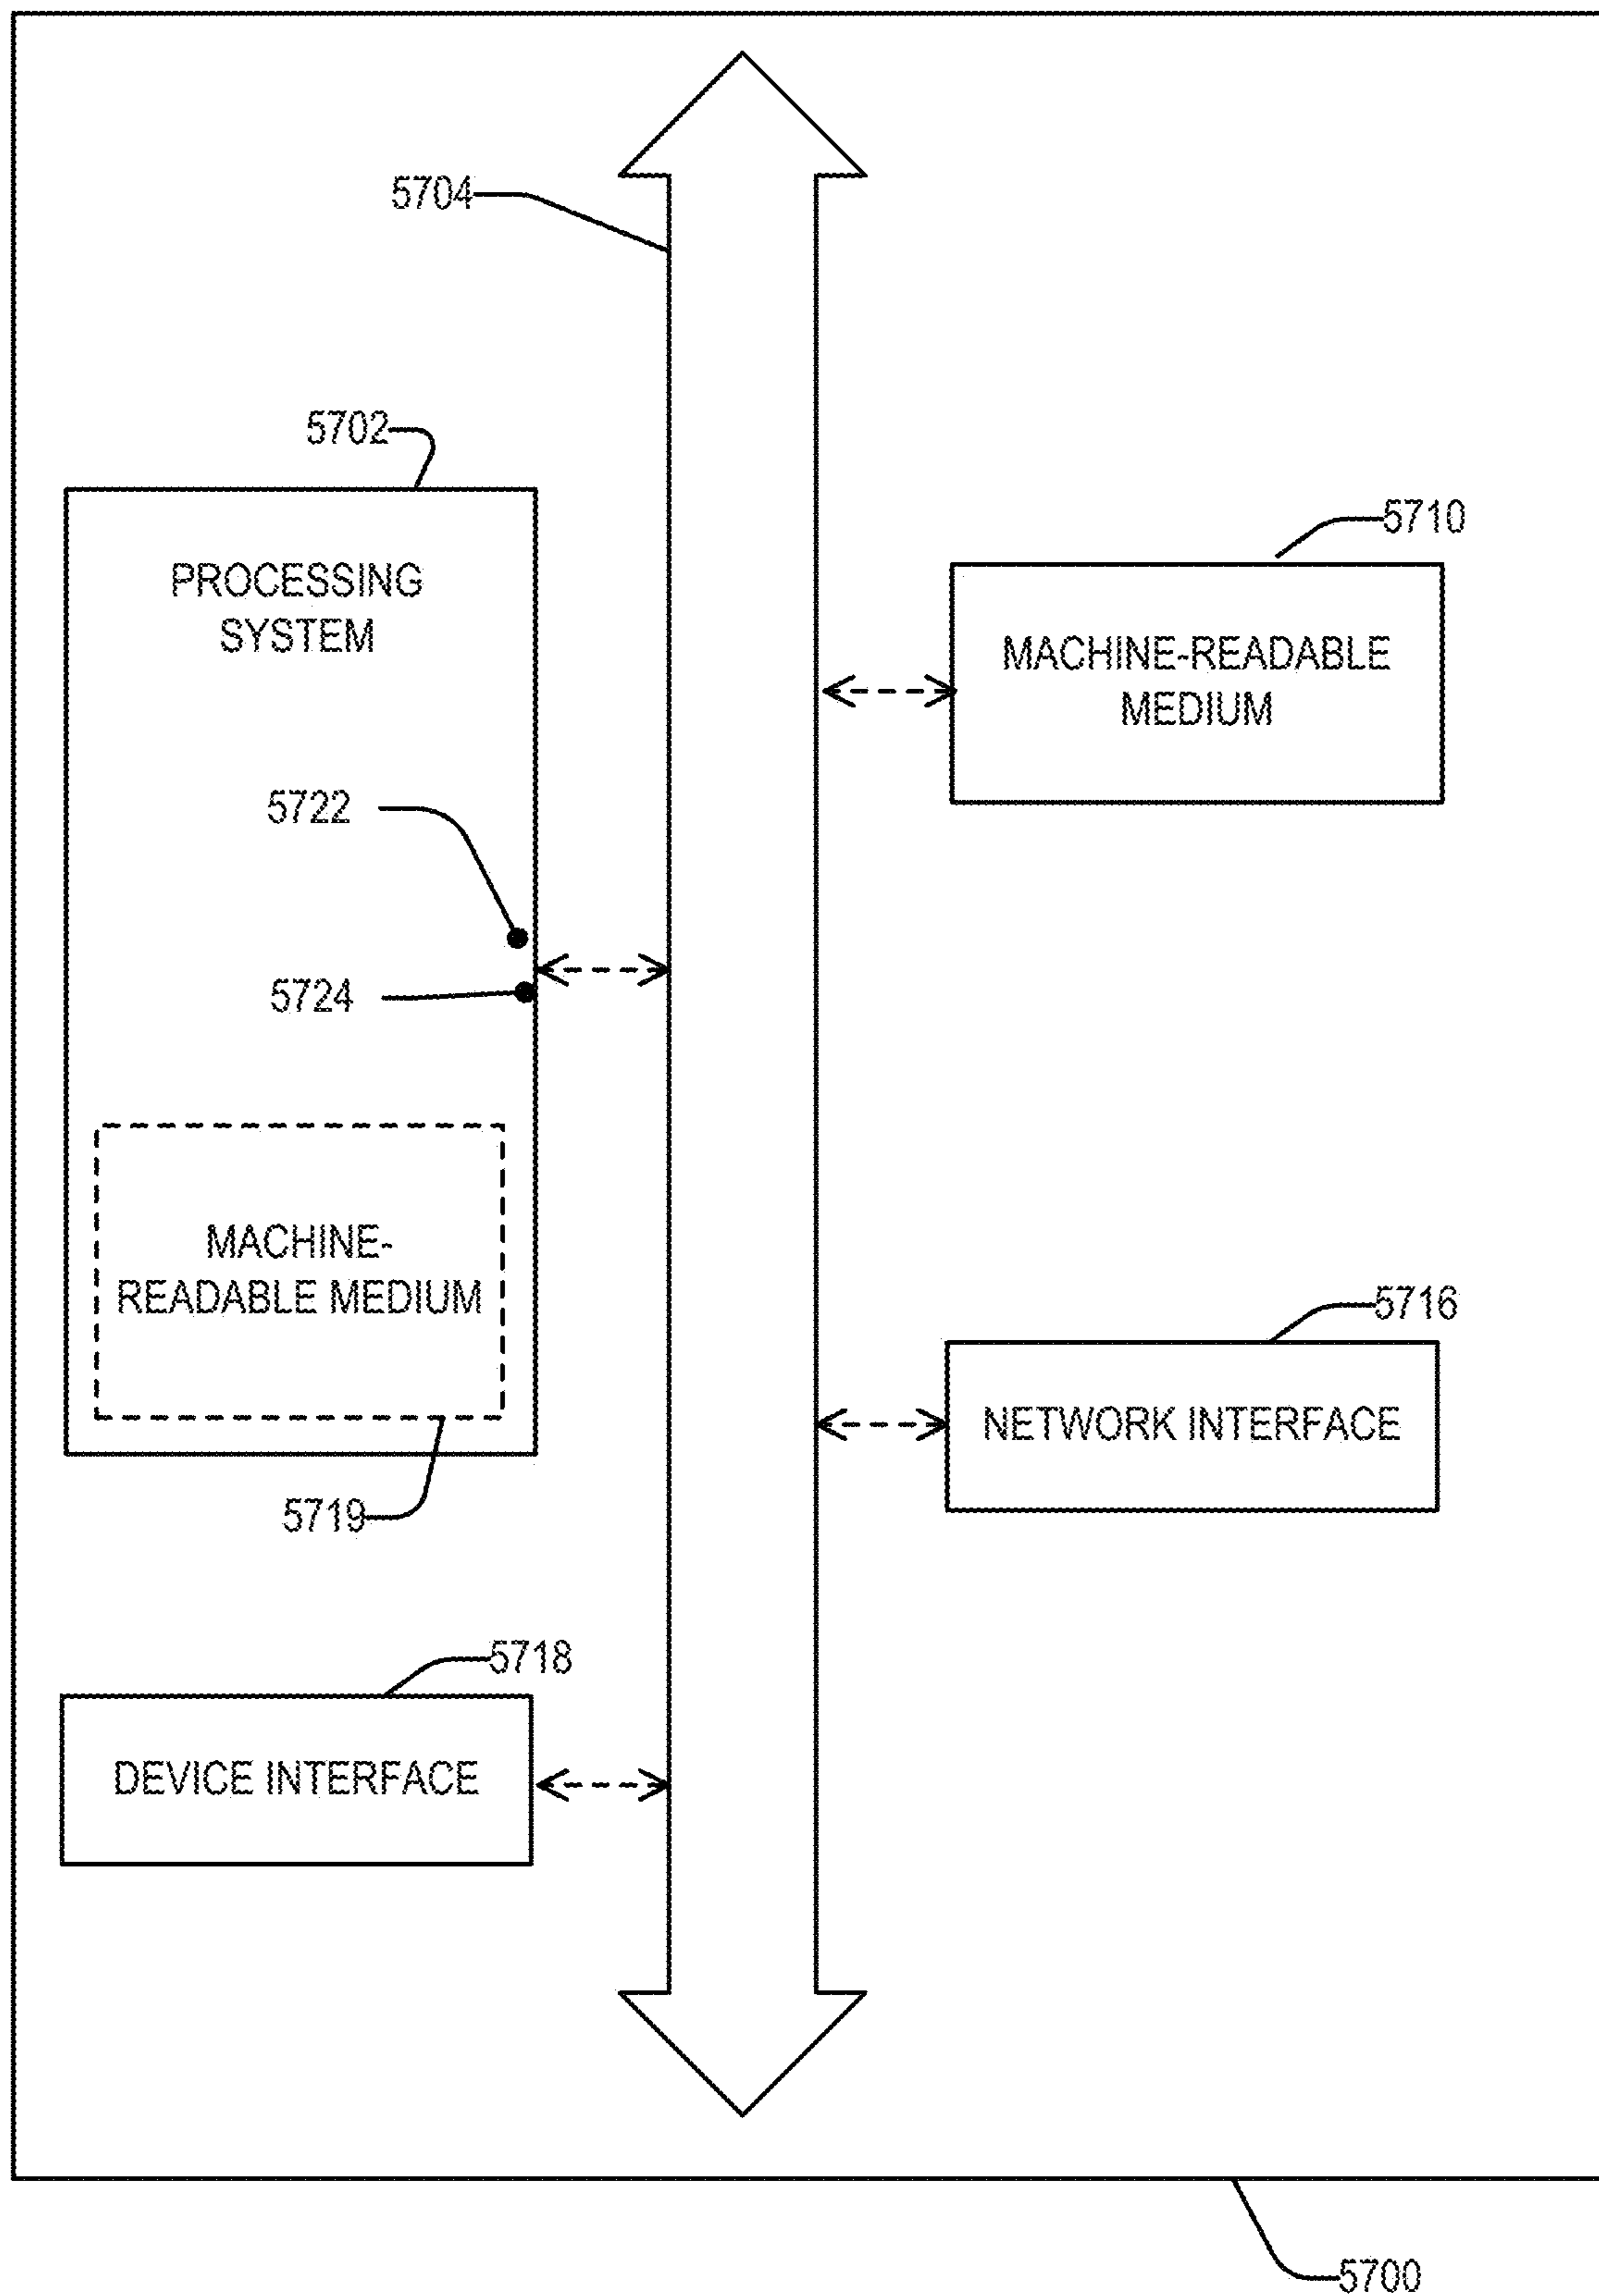 5704
5702
PROCESSING
SYSTEM
5710
MACHINE-READABLE
MEDIUM
5722
5724
MACHINE-
READABLE MEDIUM
5719
5716
NETWORK INTERFACE
5718
DEVICE INTERFACE
5700